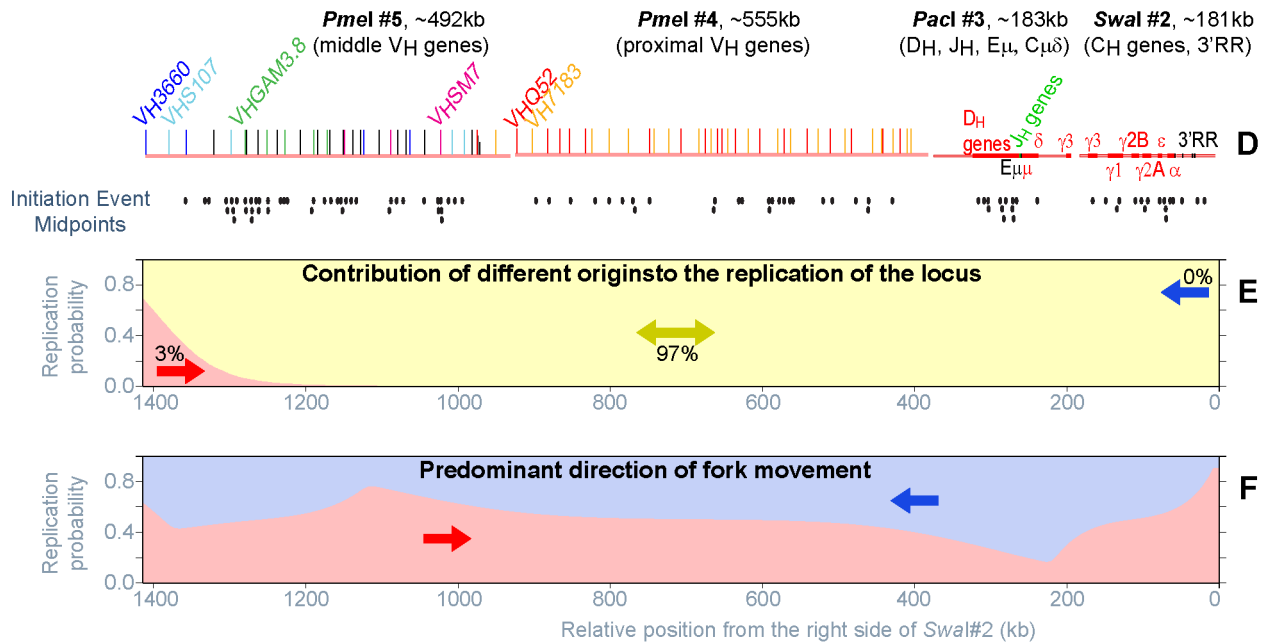 PmeI #5, ~492kb PmeI #4, ~555kb PacI #3, ~183kb SwaI #2, ~181kb
(middle VH genes) (proximal VH genes) (DH, JH, Eμ, Cμδ) (CH genes, 3'RR)
VH3660 VHS107 VHGAM3.8 VHSM7 VHQ52 VH7183 JH genes
DH
genes δ γ3 γ3 γ2B ε 3'RR D
Eμμ γ1 γ2A α
Initiation Event
Midpoints
Contribution of different originsto the replication of the locus
E
Replication
probability
0.8
0.4
0.0
3%
97%
0%
1400 1200 1000 800 600 400 200 0
Predominant direction of fork movement
F
Replication
probability
0.8
0.4
0.0
1400 1200 1000 800 600 400 200 0
Relative position from the right side of SwaI#2 (kb)